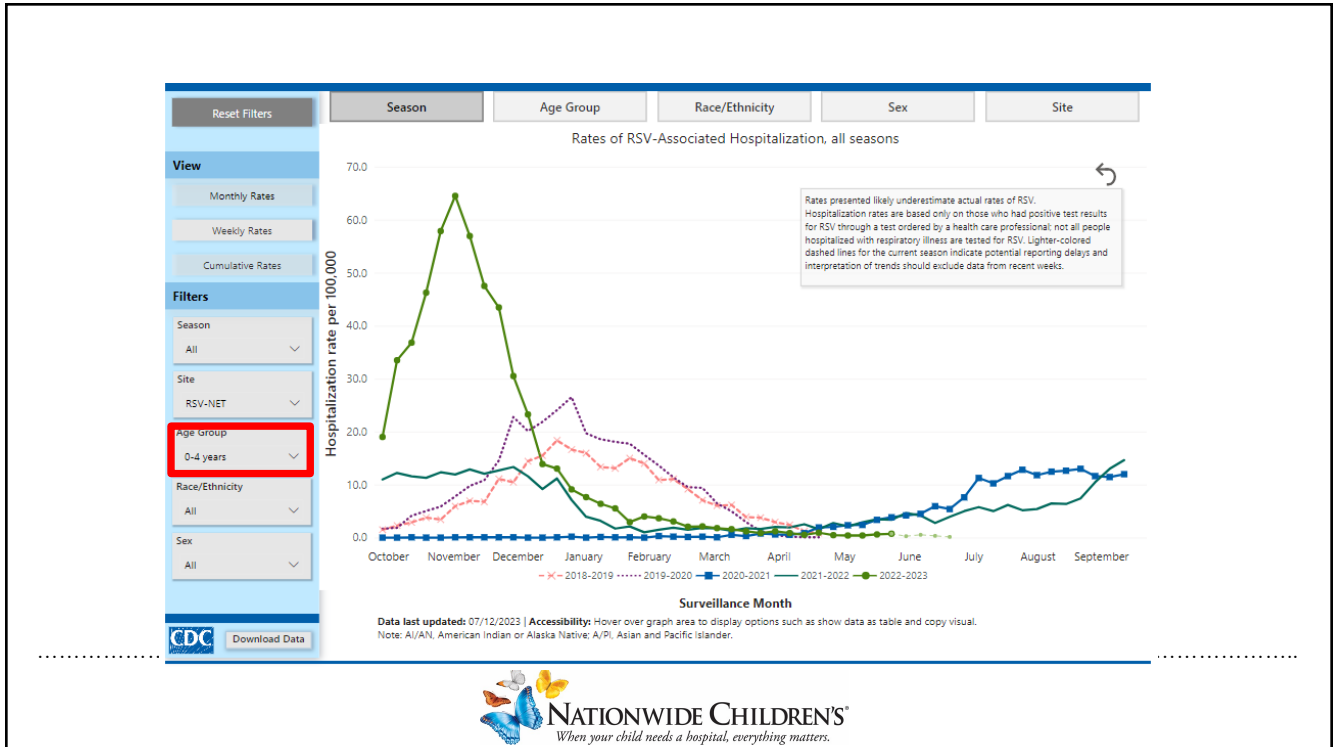 Reset Filters
Season
Age Group
Race/Ethnicity
Sex
Site
Rates of RSV-Associated Hospitalization, all seasons
View
Monthly Rates
Weekly Rates
Cumulative Rates
Filters
Season
All
Site
RSV-NET
Age Group
0-4 years
Race/Ethnicity
All
Sex
All
CDC
Download Data
Hospitalization rate per 100,000
70.0
60.0
50.0
40.0
30.0
20.0
10.0
0.0
Rates presented likely underestimate actual rates of RSV.
Hospitalization rates are based only on those who had positive test results
for RSV through a test ordered by a health care professional; not all people
hospitalized with respiratory illness are tested for RSV. Lighter-colored
dashed lines for the current season indicate potential reporting delays and
interpretation of trends should exclude data from recent weeks.
October November December January February March April May June July August September
2018-2019 2019-2020 2020-2021 2021-2022 2022-2023
Surveillance Month
Data last updated: 07/12/2023 | Accessibility: Hover over graph area to display options such as show data as table and copy visual.
Note: AI/AN, American Indian or Alaska Native; A/PI, Asian and Pacific Islander.
NATIONWIDE CHILDREN'S®
When your child needs a hospital, everything matters.